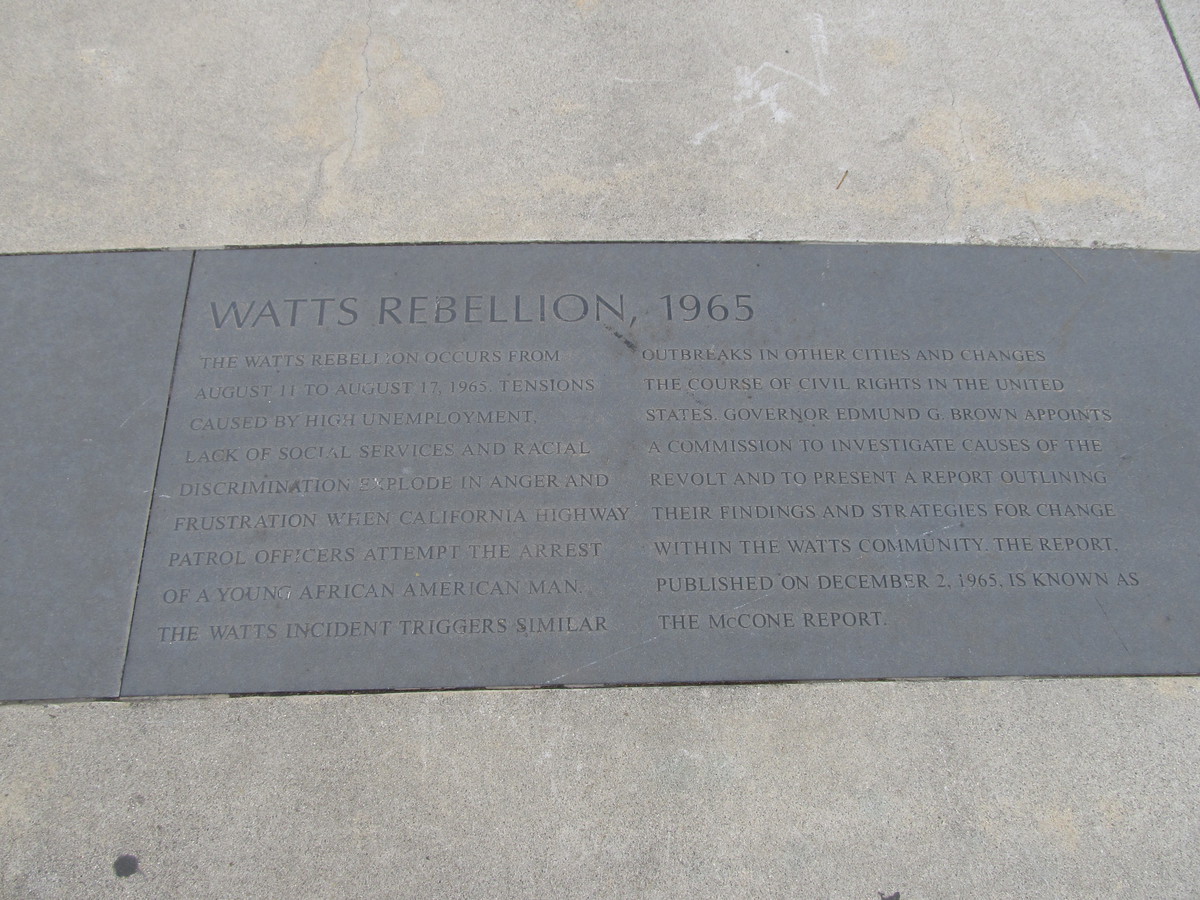 WATTS REBELLION, 1965
THE WATTS REBELLION OCCURS FROM
AUGUST 11 TO AUGUST 17, 1965. TENSIONS
CAUSED BY HIGH UNEMPLOYMENT,
LACK OF SOCIAL SERVICES AND RACIAL
DISCRIMINATION EXPLODE IN ANGER AND
FRUSTRATION WHEN CALIFORNIA HIGHWAY
PATROL OFFICERS ATTEMPT THE ARREST
OF A YOUNG AFRICAN AMERICAN MAN.
THE WATTS INCIDENT TRIGGERS SIMILAR
OUTBREAKS IN OTHER CITIES AND CHANGES
THE COURSE OF CIVIL RIGHTS IN THE UNITED
STATES. GOVERNOR EDMUND G. BROWN APPOINTS
A COMMISSION TO INVESTIGATE CAUSES OF THE
REVOLT AND TO PRESENT A REPORT OUTLINING
THEIR FINDINGS AND STRATEGIES FOR CHANGE
WITHIN THE WATTS COMMUNITY. THE REPORT,
PUBLISHED ON DECEMBER 2, 1965, IS KNOWN AS
THE McCONE REPORT.